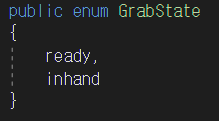 public enum GrabState
{
    ready,
    inhand
}